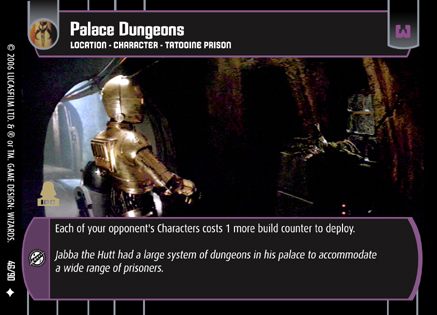 Palace Dungeons
LOCATION - CHARACTER - TATOOINE PRISON
Each of your opponent's Characters costs 1 more build counter to deploy.
Jabba the Hutt had a large system of dungeons in his palace to accommodate
a wide range of prisoners.
© 2006 LUCASFILM LTD. & ® or TM. GAME DESIGN: WIZARDS.
46/90